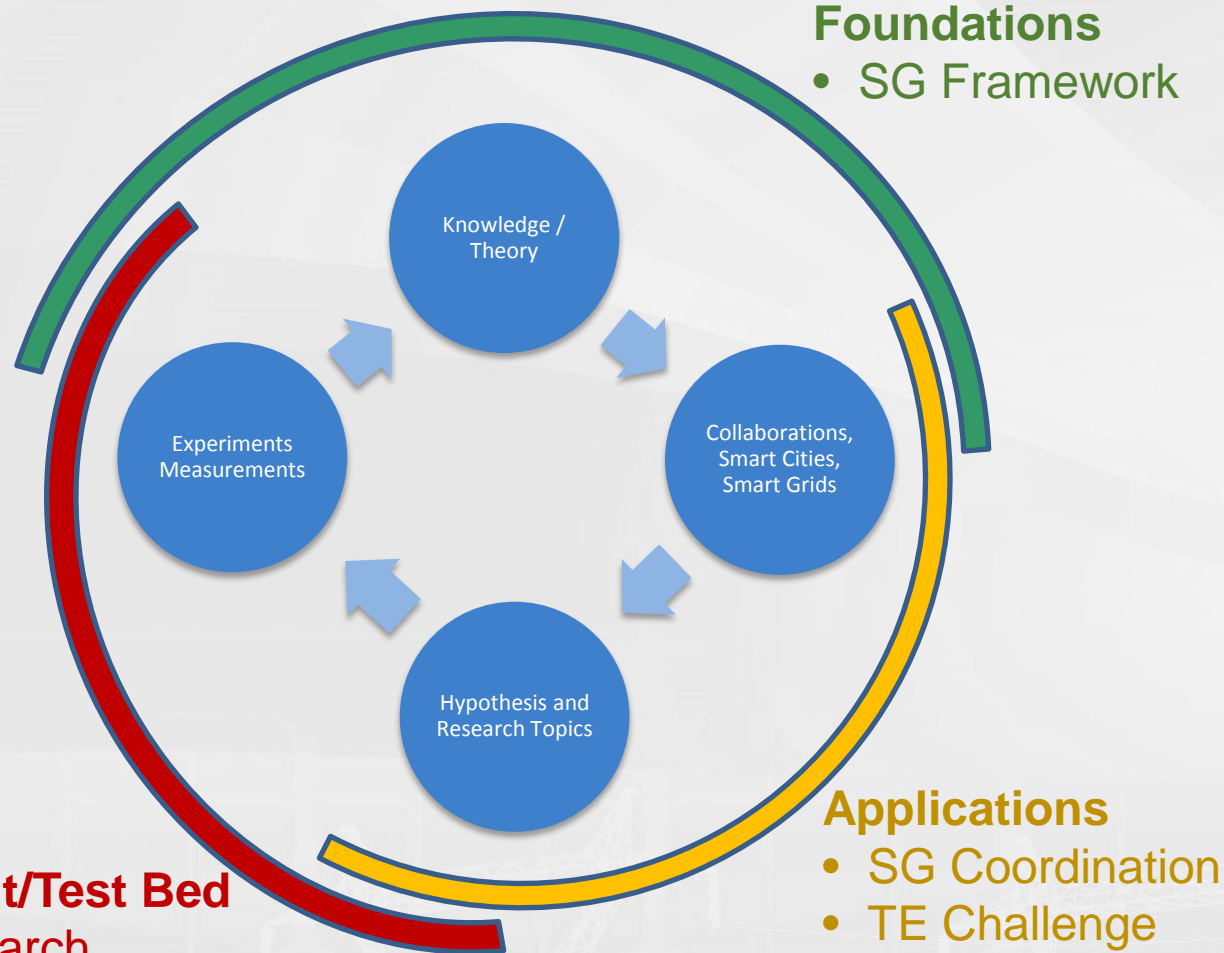 Foundations
• SG Framework
Knowledge /
Theory
Experiments
Measurements
Collaborations,
Smart Cities,
Smart Grids
Hypothesis and
Research Topics
Applications
• SG Coordination
• TE Challenge
t/Test Bed
arch